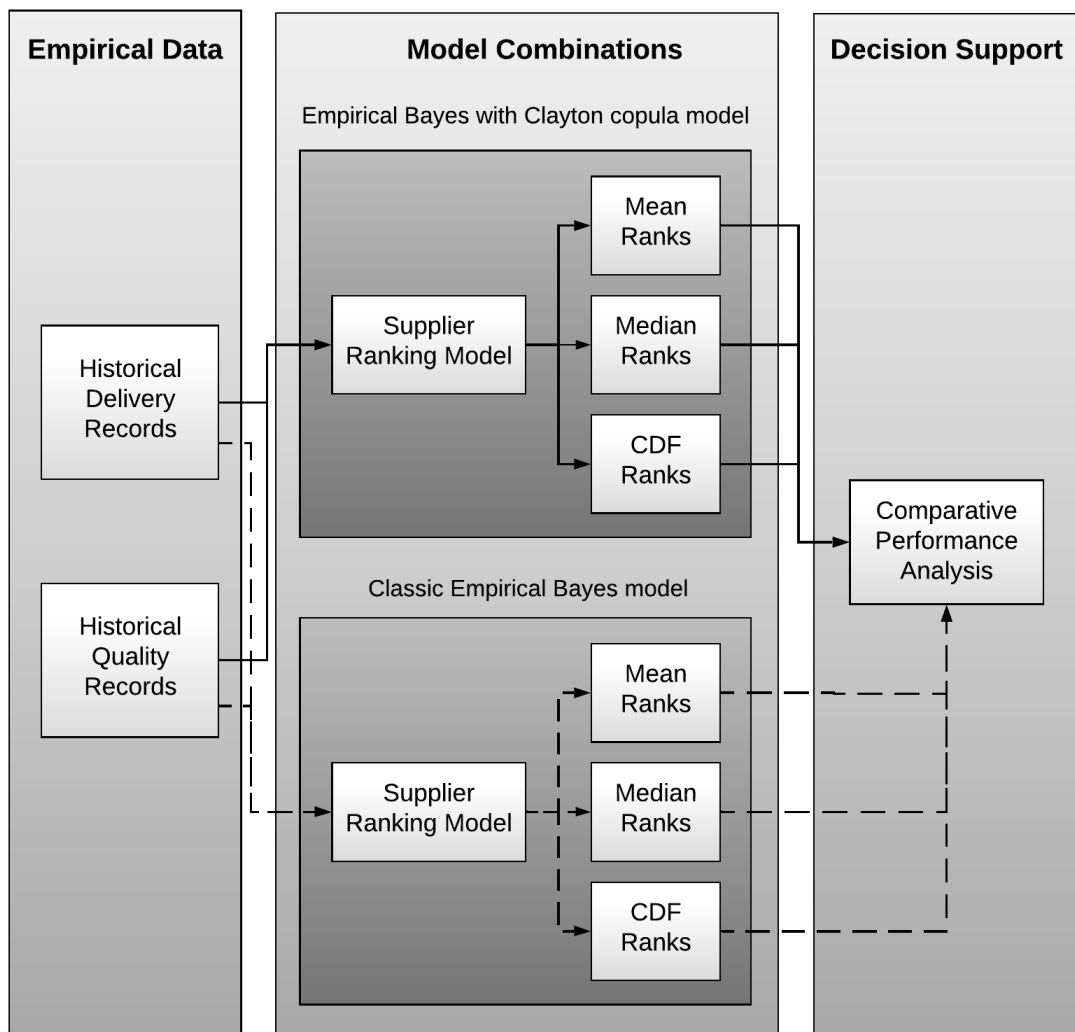 Empirical Data
Historical
Delivery
Records
Historical
Quality
Records
Model Combinations
Empirical Bayes with Clayton copula model
Supplier
Ranking Model
Mean
Ranks
Median
Ranks
CDF
Ranks
Classic Empirical Bayes model
Supplier
Ranking Model
Mean
Ranks
Median
Ranks
CDF
Ranks
Decision Support
Comparative
Performance
Analysis